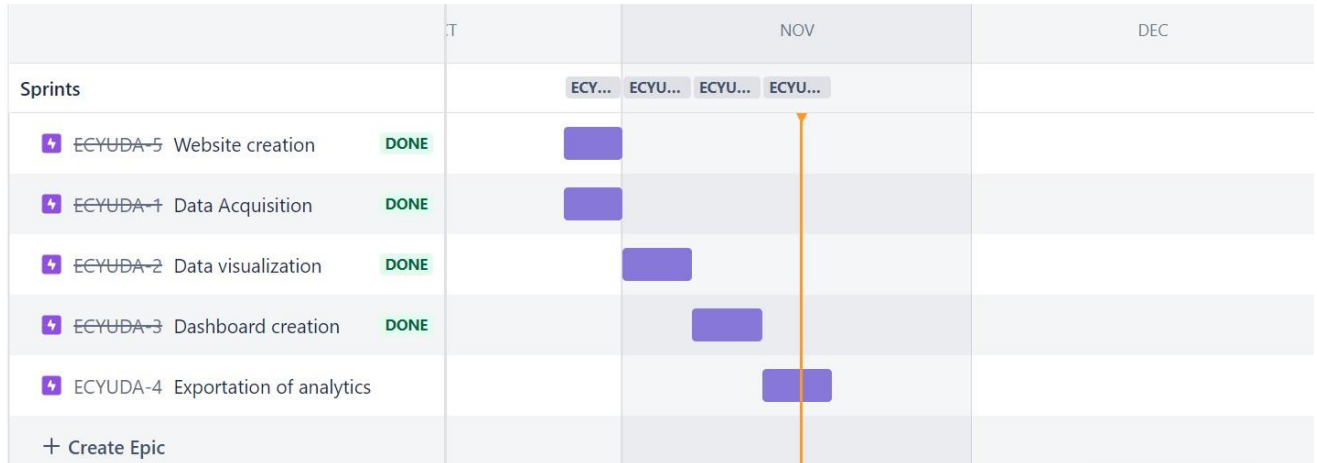 CT NOV DEC
Sprints ECY... ECYU... ECYU... ECYU...
ECYUDA-5 Website creation DONE
ECYUDA-1 Data Acquisition DONE
ECYUDA-2 Data visualization DONE
ECYUDA-3 Dashboard creation DONE
ECYUDA-4 Exportation of analytics
+ Create Epic